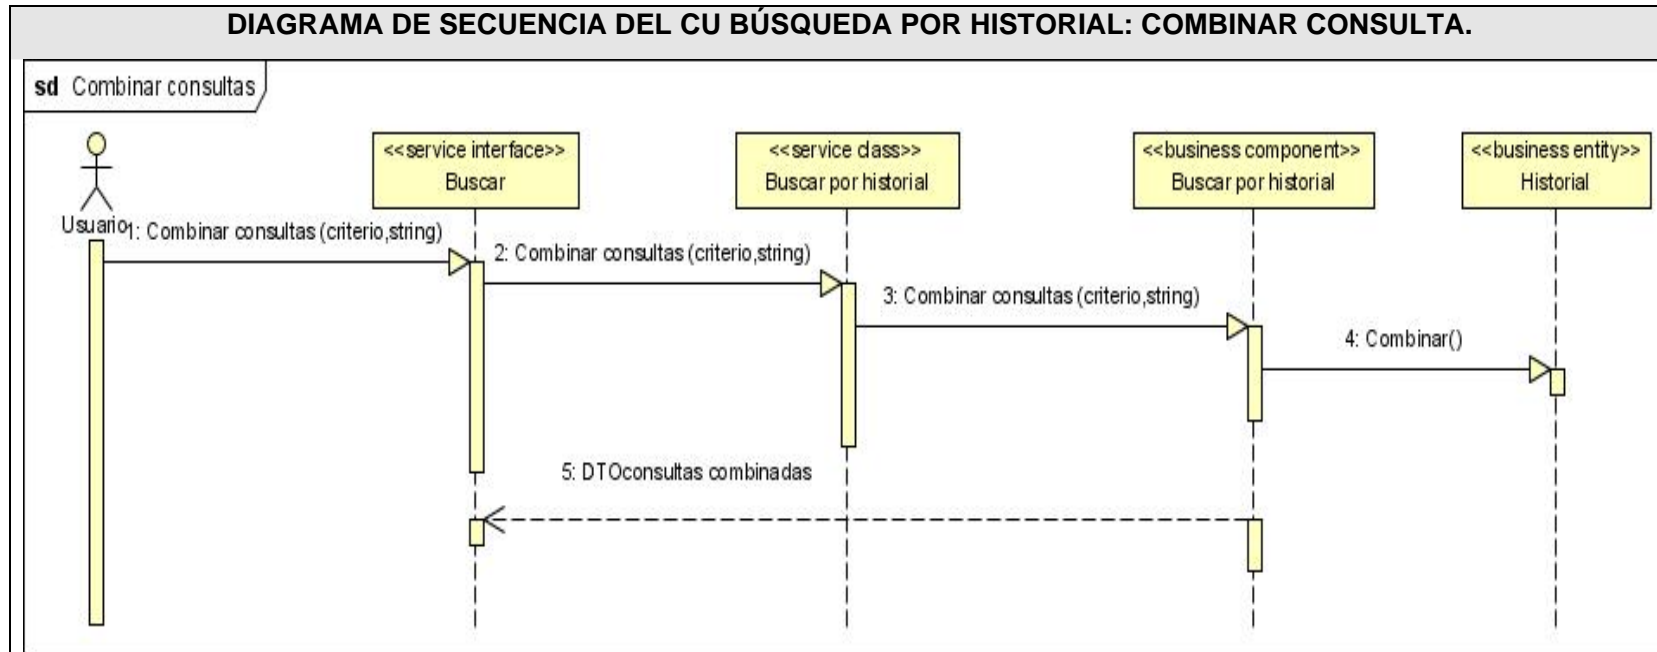 DIAGRAMA DE SECUENCIA DEL CU BÚSQUEDA POR HISTORIAL: COMBINAR CONSULTA.
sd Combinar consultas
<<service interface>>
Buscar
<<service class>>
Buscar por historial
<<business component>>
Buscar por historial
<<business entity>>
Historial
Usuario
1: Combinar consultas (criterio,string)
2: Combinar consultas (criterio,string)
3: Combinar consultas (criterio,string)
4: Combinar()
5: DTOconsultas combinadas